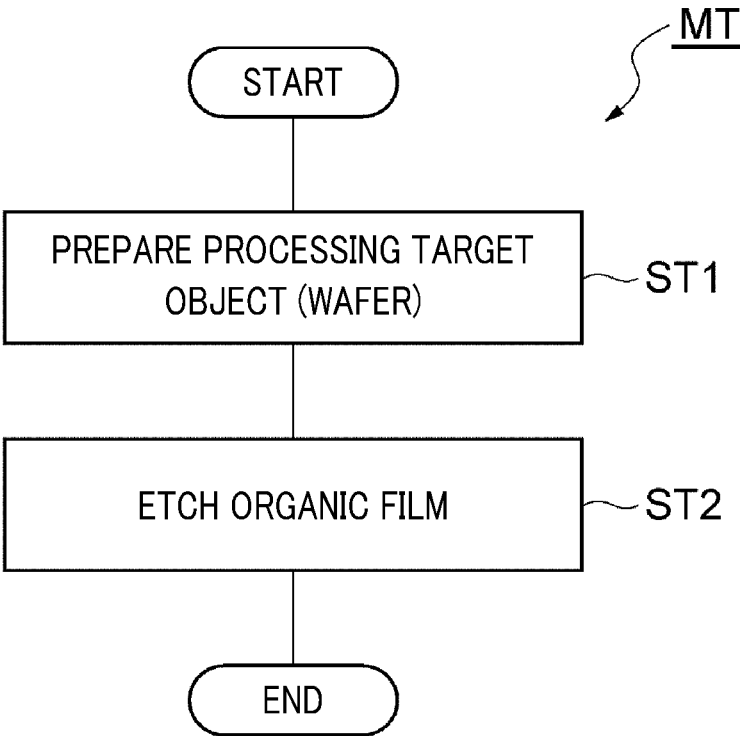 MT
START
PREPARE PROCESSING TARGET
OBJECT (WAFER)
ST1
ETCH ORGANIC FILM
ST2
END